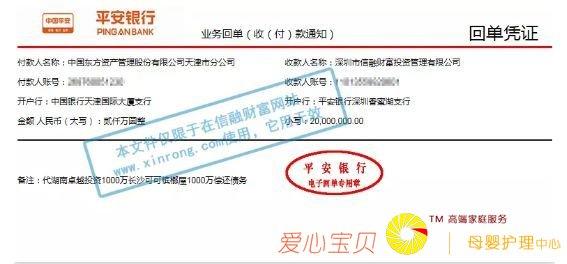 中国平安
平安银行
PINGAN BANK
业务回单（收（付）款通知）
回单凭证
付款人名称：中国东方资产管理股份有限公司天津市分公司
收款人名称：深圳市信融财富投资管理有限公司
付款人账号：
收款人账号：
开户行：中国银行天津国际大厦支行
开户行：平安银行深圳香蜜湖支行
金额 人民币（大写）：贰仟万圆整
小写：20,000,000.00
本文件仅限于在信融财富网站
www.xinrong.com使用，它用无效
平安银行
电子回单专用章
备注：代湖南卓越投资1000万长沙可可槟榔屋1000万偿还债务
爱心宝贝
TM 高端家庭服务
母婴护理中心